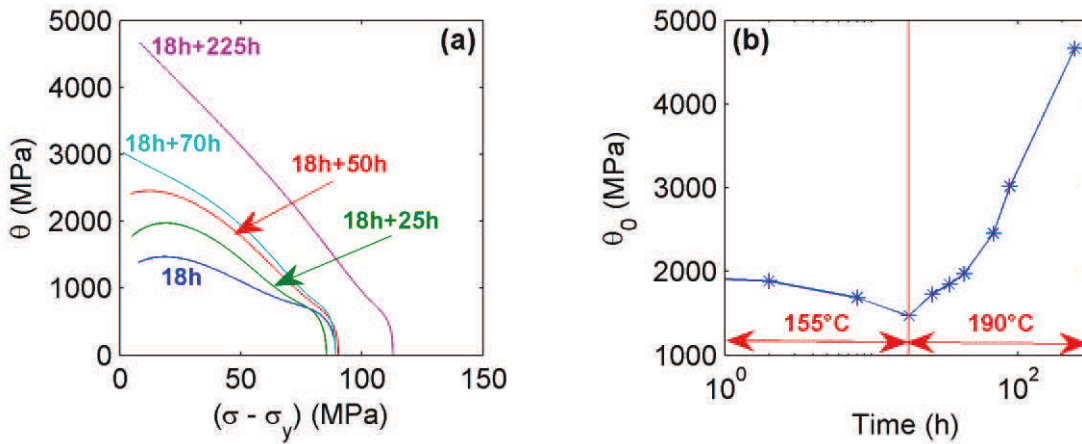 (a)
18h+225h
18h+70h
18h+50h
18h+25h
18h
5000
4000
3000
2000
1000
0
0
50
100
150
θ (MPa)
(σ - σy) (MPa)
(b)
5000
4000
3000
2000
1000
155°C
190°C
10^0
10^2
θ0 (MPa)
Time (h)